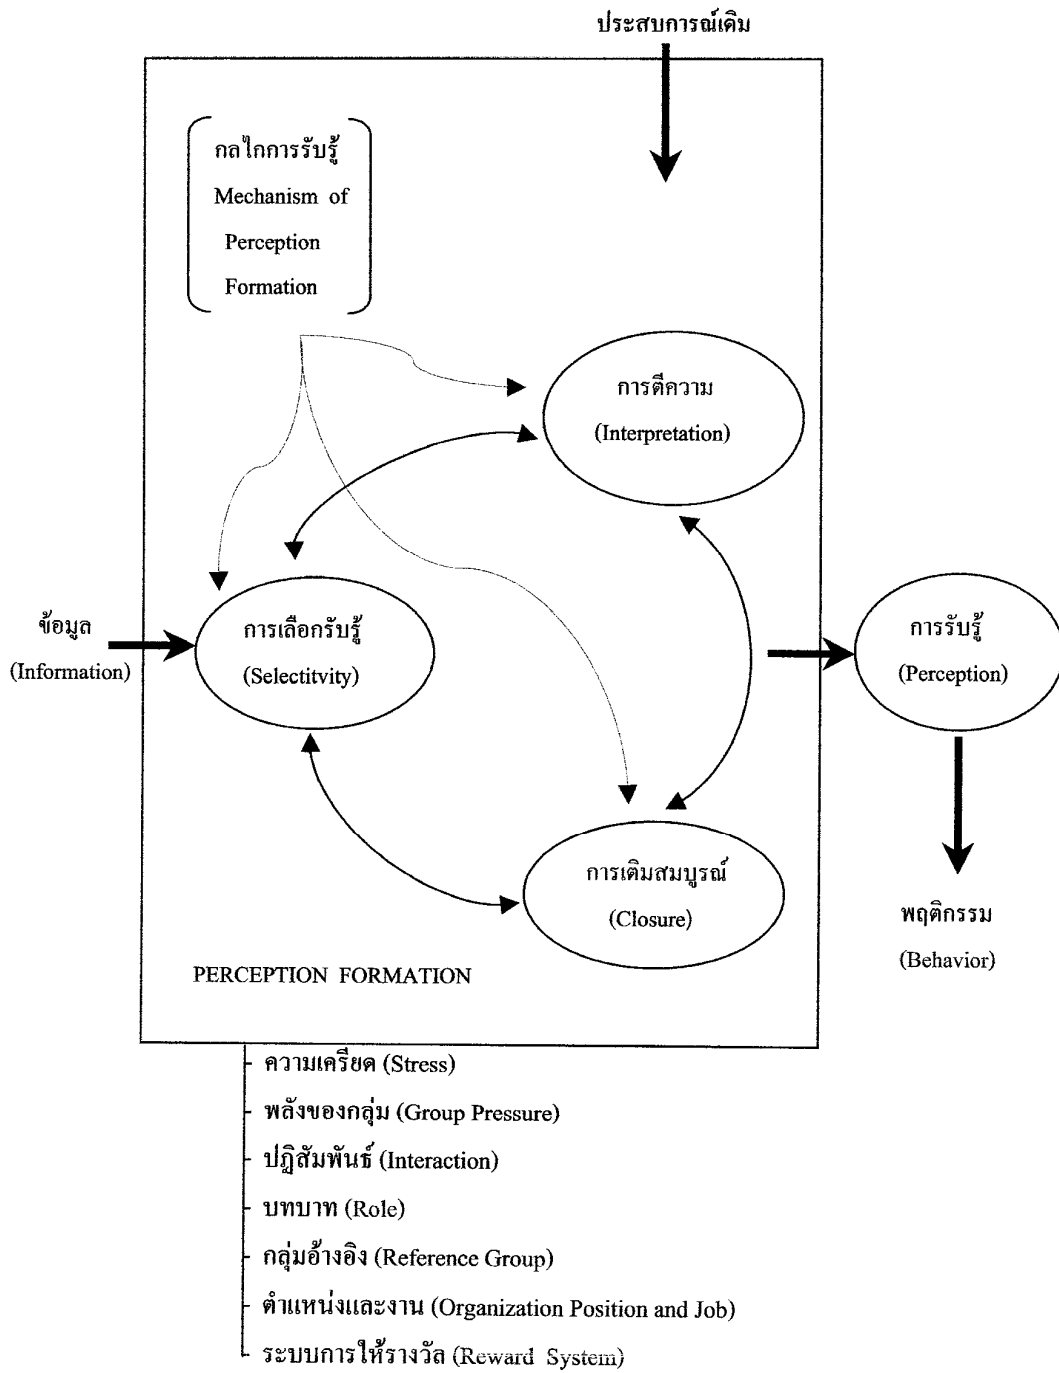 ประสบการณ์เดิม
กลไกการรับรู้
Mechanism of
Perception
Formation
การตีความ
(Interpretation)
ข้อมูล
(Information)
การเลือกรับรู้
(Selectitvity)
การรับรู้
(Perception)
การเติมสมบูรณ์
(Closure)
พฤติกรรม
(Behavior)
PERCEPTION FORMATION
ความเครียด (Stress)
พลังของกลุ่ม (Group Pressure)
ปฏิสัมพันธ์ (Interaction)
บทบาท (Role)
กลุ่มอ้างอิง (Reference Group)
ตำแหน่งและงาน (Organization Position and Job)
ระบบการให้รางวัล (Reward System)